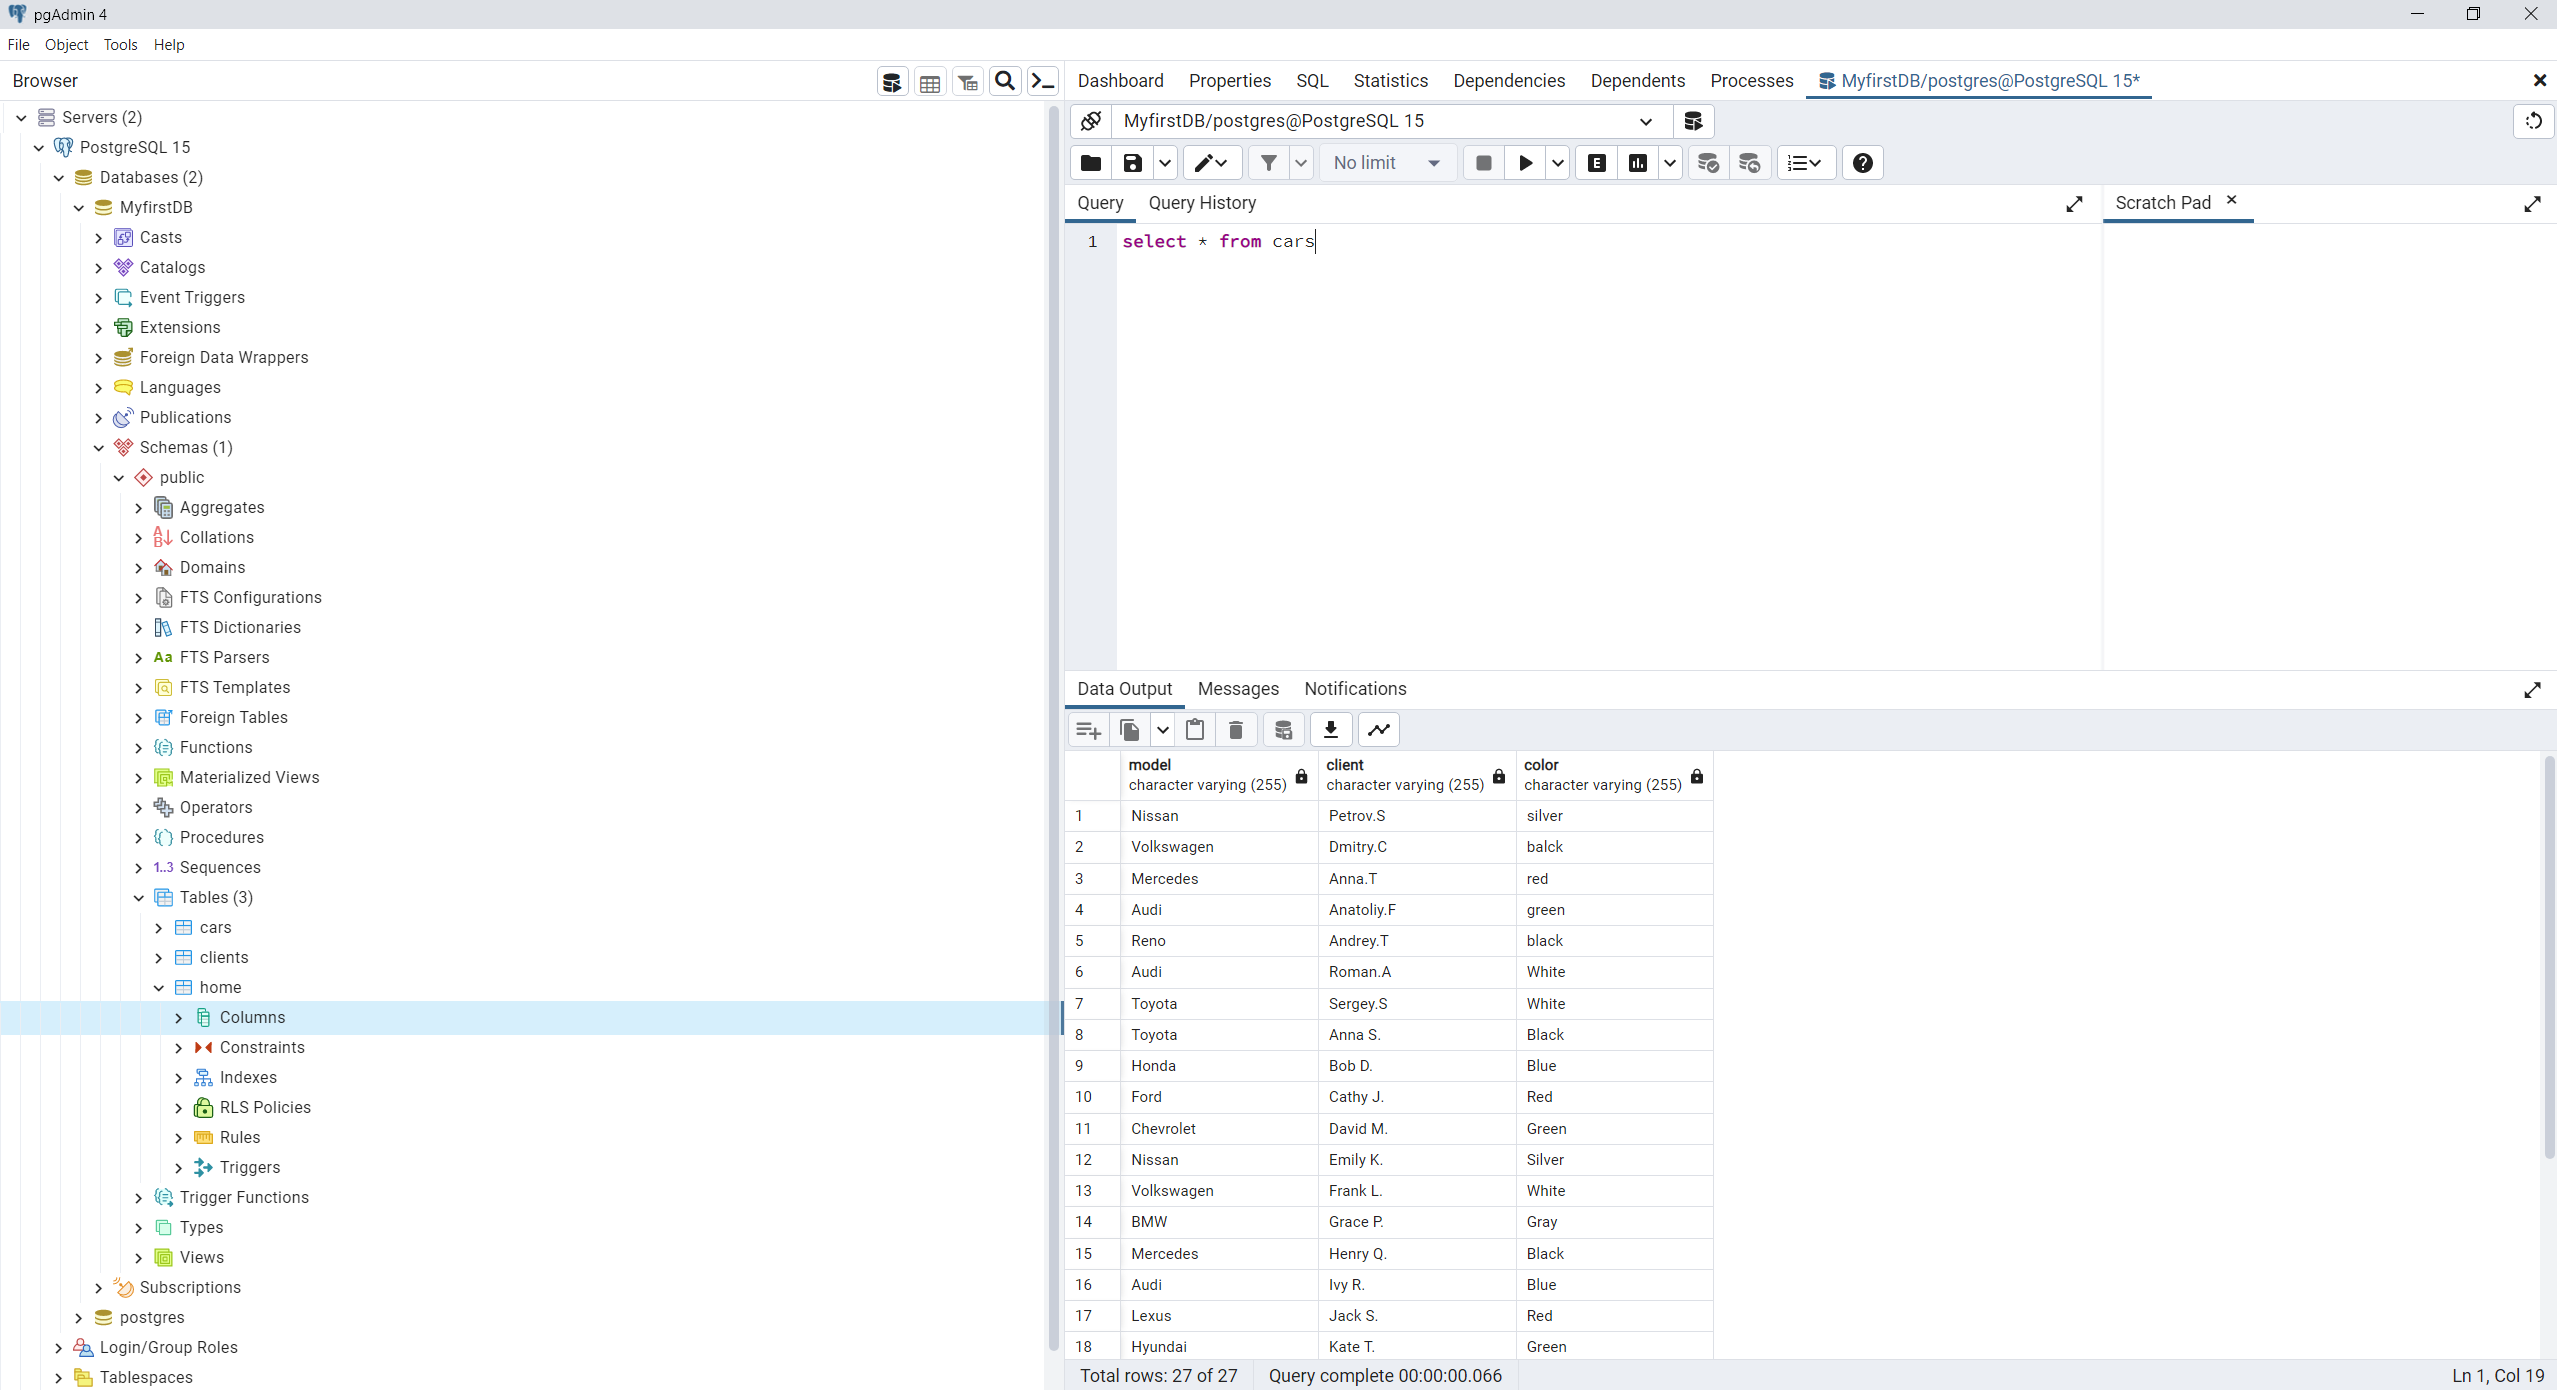 pgAdmin 4
File Object Tools Help
Browser
Servers (2)
PostgreSQL 15
Databases (2)
MyfirstDB
Casts
Catalogs
Event Triggers
Extensions
Foreign Data Wrappers
Languages
Publications
Schemas (1)
public
Aggregates
Collations
Domains
FTS Configurations
FTS Dictionaries
Aa FTS Parsers
FTS Templates
Foreign Tables
Functions
Materialized Views
Operators
Procedures
1..3 Sequences
Tables (3)
cars
clients
home
Columns
Constraints
Indexes
RLS Policies
Rules
Triggers
Trigger Functions
Types
Views
Subscriptions
postgres
Login/Group Roles
Tablespaces
Dashboard Properties SQL Statistics Dependencies Dependents Processes MyfirstDB/postgres@PostgreSQL 15*
MyfirstDB/postgres@PostgreSQL 15
No limit E
Query Query History Scratch Pad
1 select * from cars
Data Output Messages Notifications
model client color
character varying (255) character varying (255) character varying (255)
1 Nissan Petrov.S silver
2 Volkswagen Dmitry.C balck
3 Mercedes Anna.T red
4 Audi Anatoliy.F green
5 Reno Andrey.T black
6 Audi Roman.A White
7 Toyota Sergey.S White
8 Toyota Anna S. Black
9 Honda Bob D. Blue
10 Ford Cathy J. Red
11 Chevrolet David M. Green
12 Nissan Emily K. Silver
13 Volkswagen Frank L. White
14 BMW Grace P. Gray
15 Mercedes Henry Q. Black
16 Audi Ivy R. Blue
17 Lexus Jack S. Red
18 Hyundai Kate T. Green
Total rows: 27 of 27 Query complete 00:00:00.066 Ln 1, Col 19